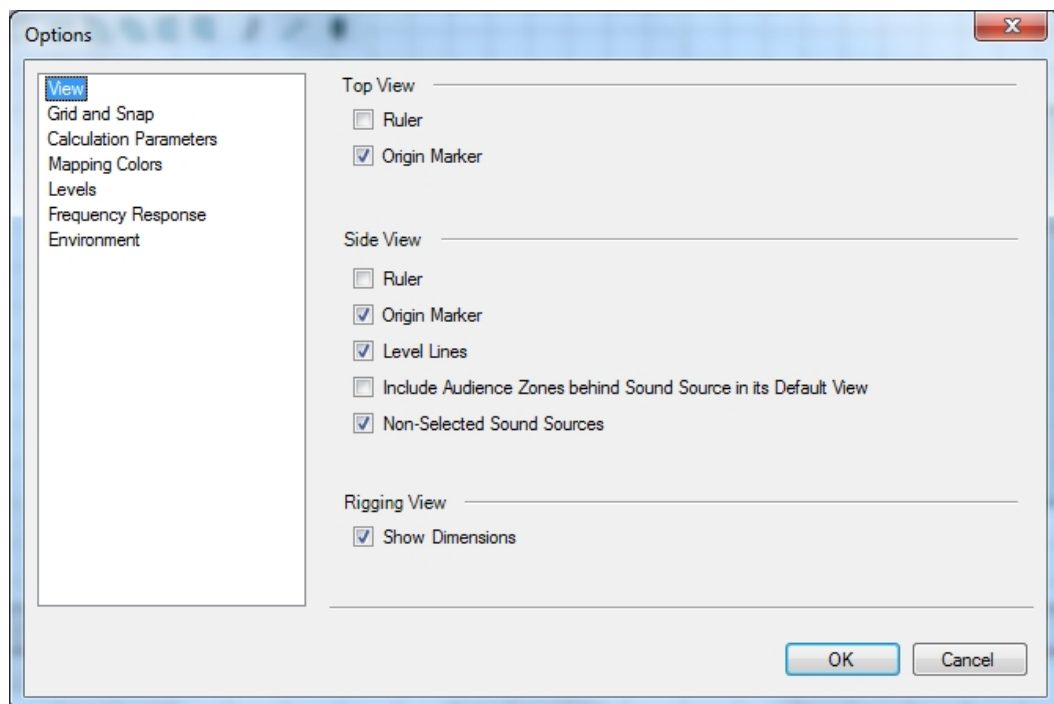 Options
View
Grid and Snap
Calculation Parameters
Mapping Colors
Levels
Frequency Response
Environment
Top View
Ruler
Origin Marker
Side View
Ruler
Origin Marker
Level Lines
Include Audience Zones behind Sound Source in its Default View
Non-Selected Sound Sources
Rigging View
Show Dimensions
OK
Cancel